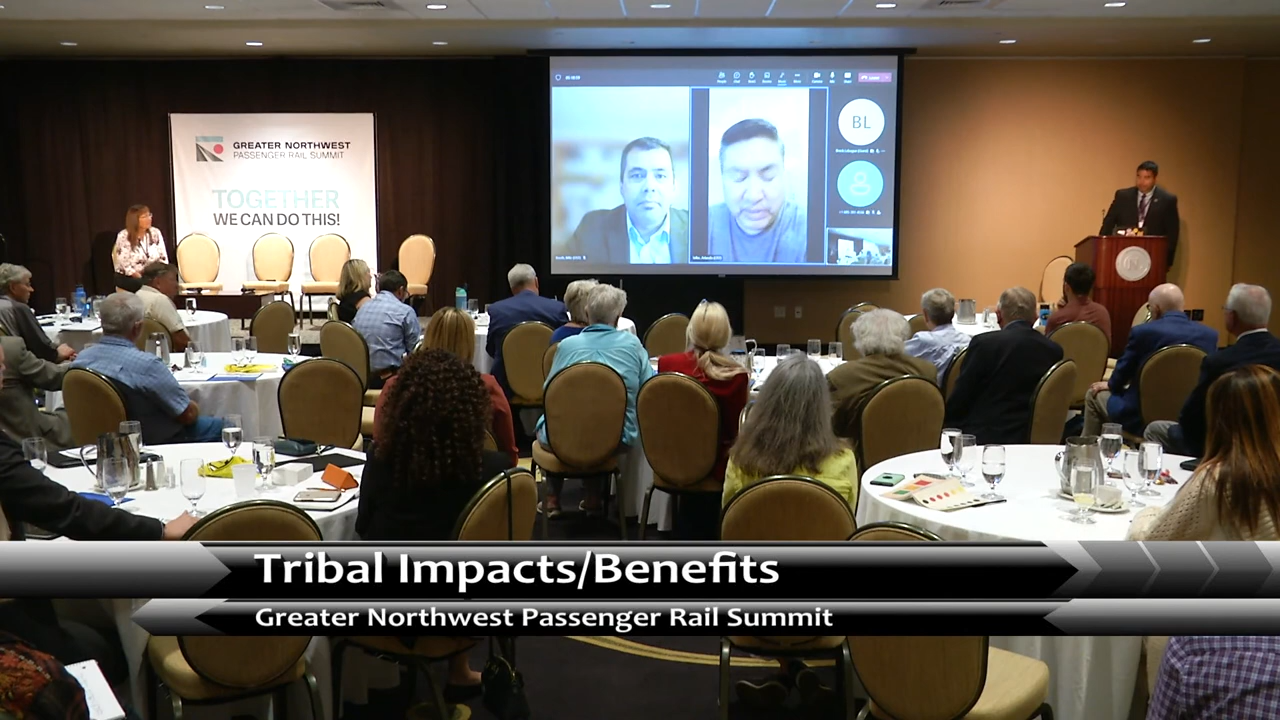 GREATER NORTHWEST
PASSENGER RAIL SUMMIT
TOGETHER
WE CAN DO THIS!
BL
Tribal Impacts/Benefits
Greater Northwest Passenger Rail Summit